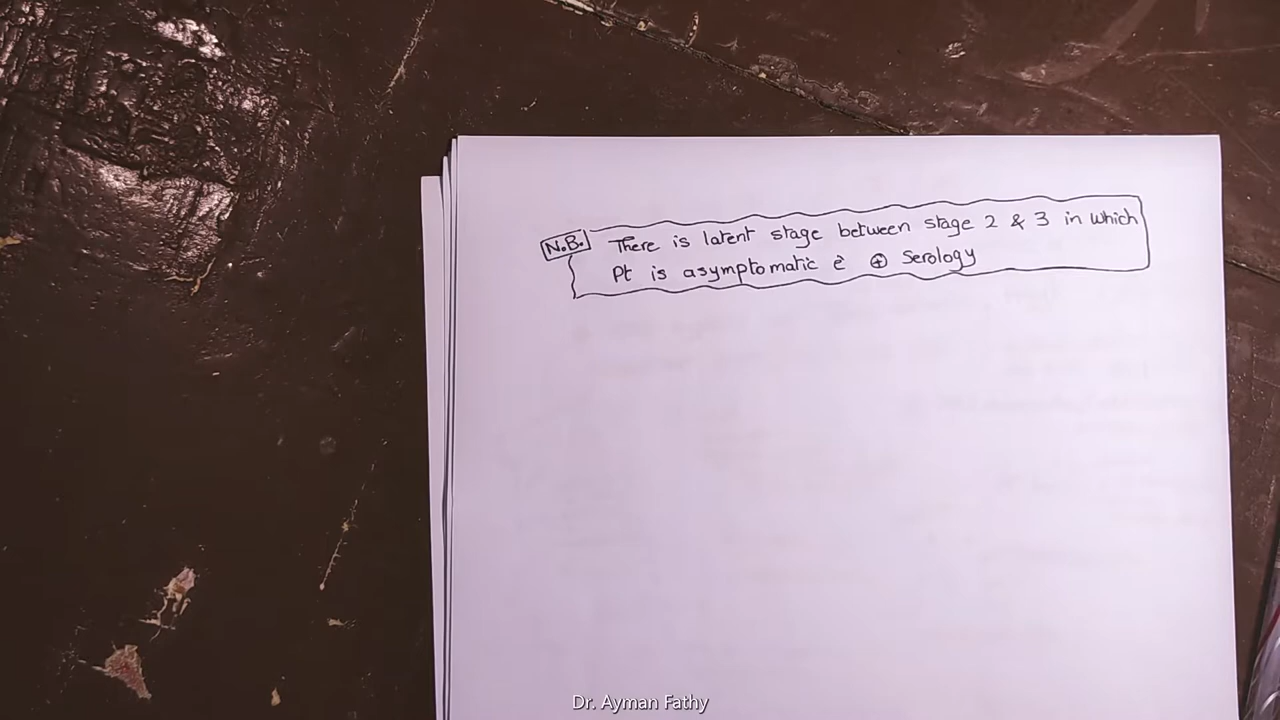 N.B. There is latent stage between stage 2 & 3 in which
Pt is asymptomatic c̄ ⊕ Serology
Dr. Ayman Fathy